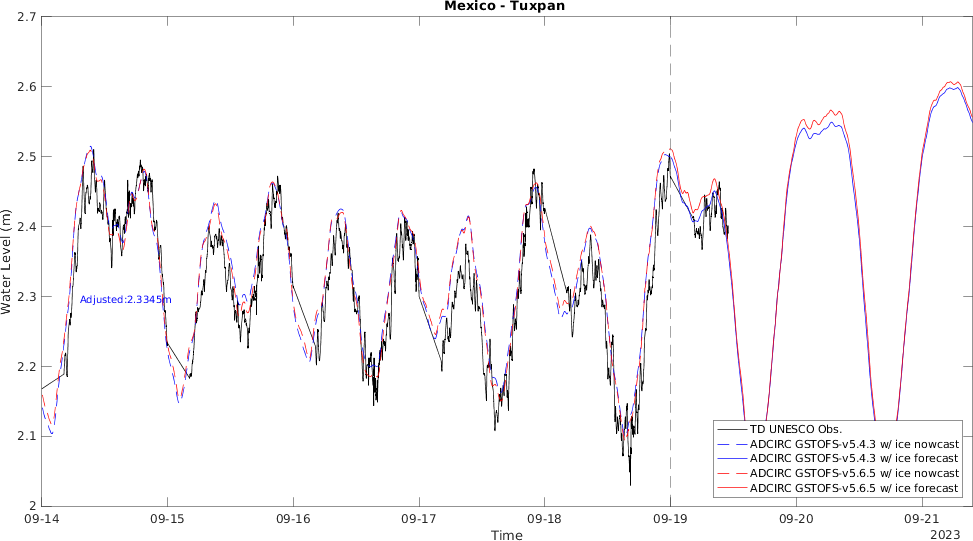 Mexico - Tuxpan
2.7
2.6
2.5
2.4
2.3
2.2
2.1
2
Water Level (m)
Adjusted:2.3345m
TD UNESCO Obs.
ADCIRC GSTOFS-v5.4.3 w/ ice nowcast
ADCIRC GSTOFS-v5.4.3 w/ ice forecast
ADCIRC GSTOFS-v5.6.5 w/ ice nowcast
ADCIRC GSTOFS-v5.6.5 w/ ice forecast
09-14 09-15 09-16 09-17 09-18 09-19 09-20 09-21
Time 2023